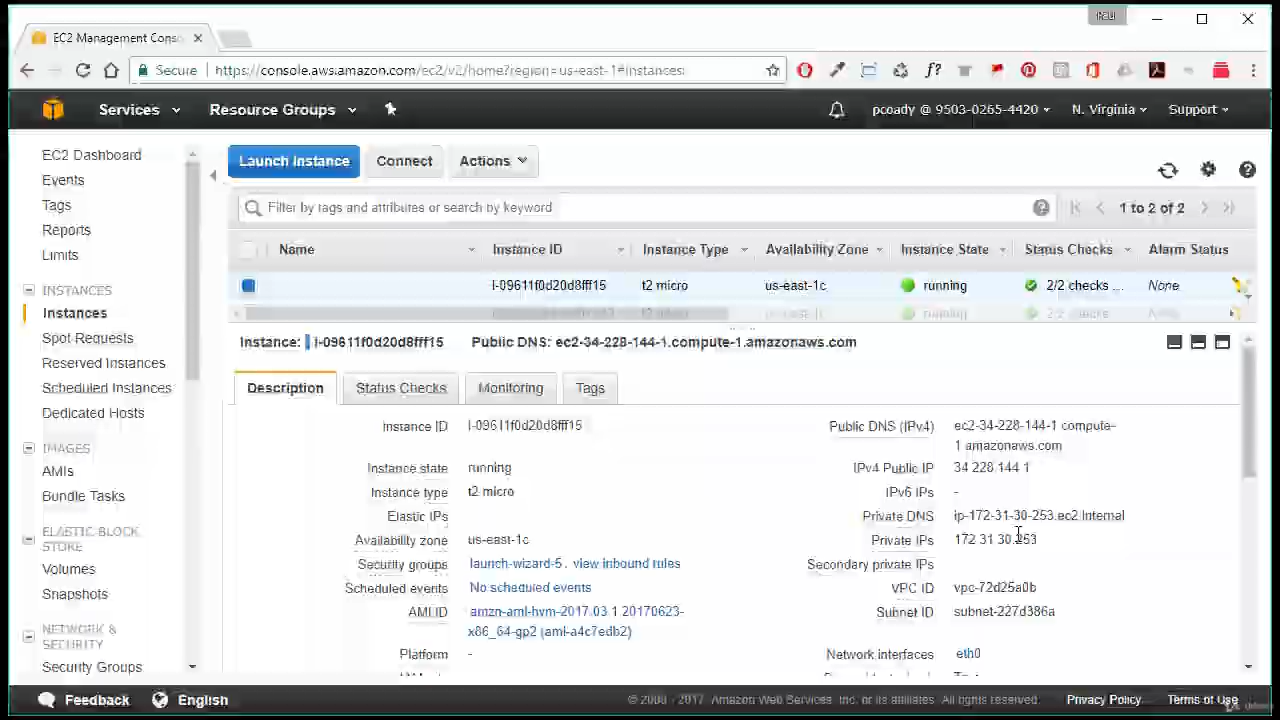 Paul
EC2 Management Conso
Secure https://console.aws.amazon.com/ec2/v2/home?region=us-east-1#Instances:
Services Resource Groups pcoady @ 9503-0265-4420 N. Virginia Support
EC2 Dashboard
Events
Tags
Reports
Limits
INSTANCES
Instances
Spot Requests
Reserved Instances
Scheduled Instances
Dedicated Hosts
IMAGES
AMIs
Bundle Tasks
ELASTIC BLOCK
STORE
Volumes
Snapshots
NETWORK &
SECURITY
Security Groups
Launch Instance Connect Actions
Filter by tags and attributes or search by keyword 1 to 2 of 2
Name Instance ID Instance Type Availability Zone Instance State Status Checks Alarm Status
i-09611f0d20d8fff15 t2.micro us-east-1c running 2/2 checks ... None
running 2/2 checks None
Instance: i-09611f0d20d8fff15 Public DNS: ec2-34-228-144-1.compute-1.amazonaws.com
Description Status Checks Monitoring Tags
Instance ID i-09611f0d20d8fff15
Instance state running
Instance type t2.micro
Elastic IPs
Availability zone us-east-1c
Security groups launch-wizard-5. view inbound rules
Scheduled events No scheduled events
AMI ID amzn-ami-hvm-2017.03.1.20170623-
x86_64-gp2 (ami-a4c7edb2)
Platform -
Public DNS (IPv4) ec2-34-228-144-1.compute-
1.amazonaws.com
IPv4 Public IP 34.228.144.1
IPv6 IPs -
Private DNS ip-172-31-30-253.ec2.internal
Private IPs 172.31.30.253
Secondary private IPs
VPC ID vpc-72d25a0b
Subnet ID subnet-227d386a
Network interfaces eth0
Feedback English © 2008 - 2017, Amazon Web Services, Inc. or its affiliates. All rights reserved. Privacy Policy Terms of Use